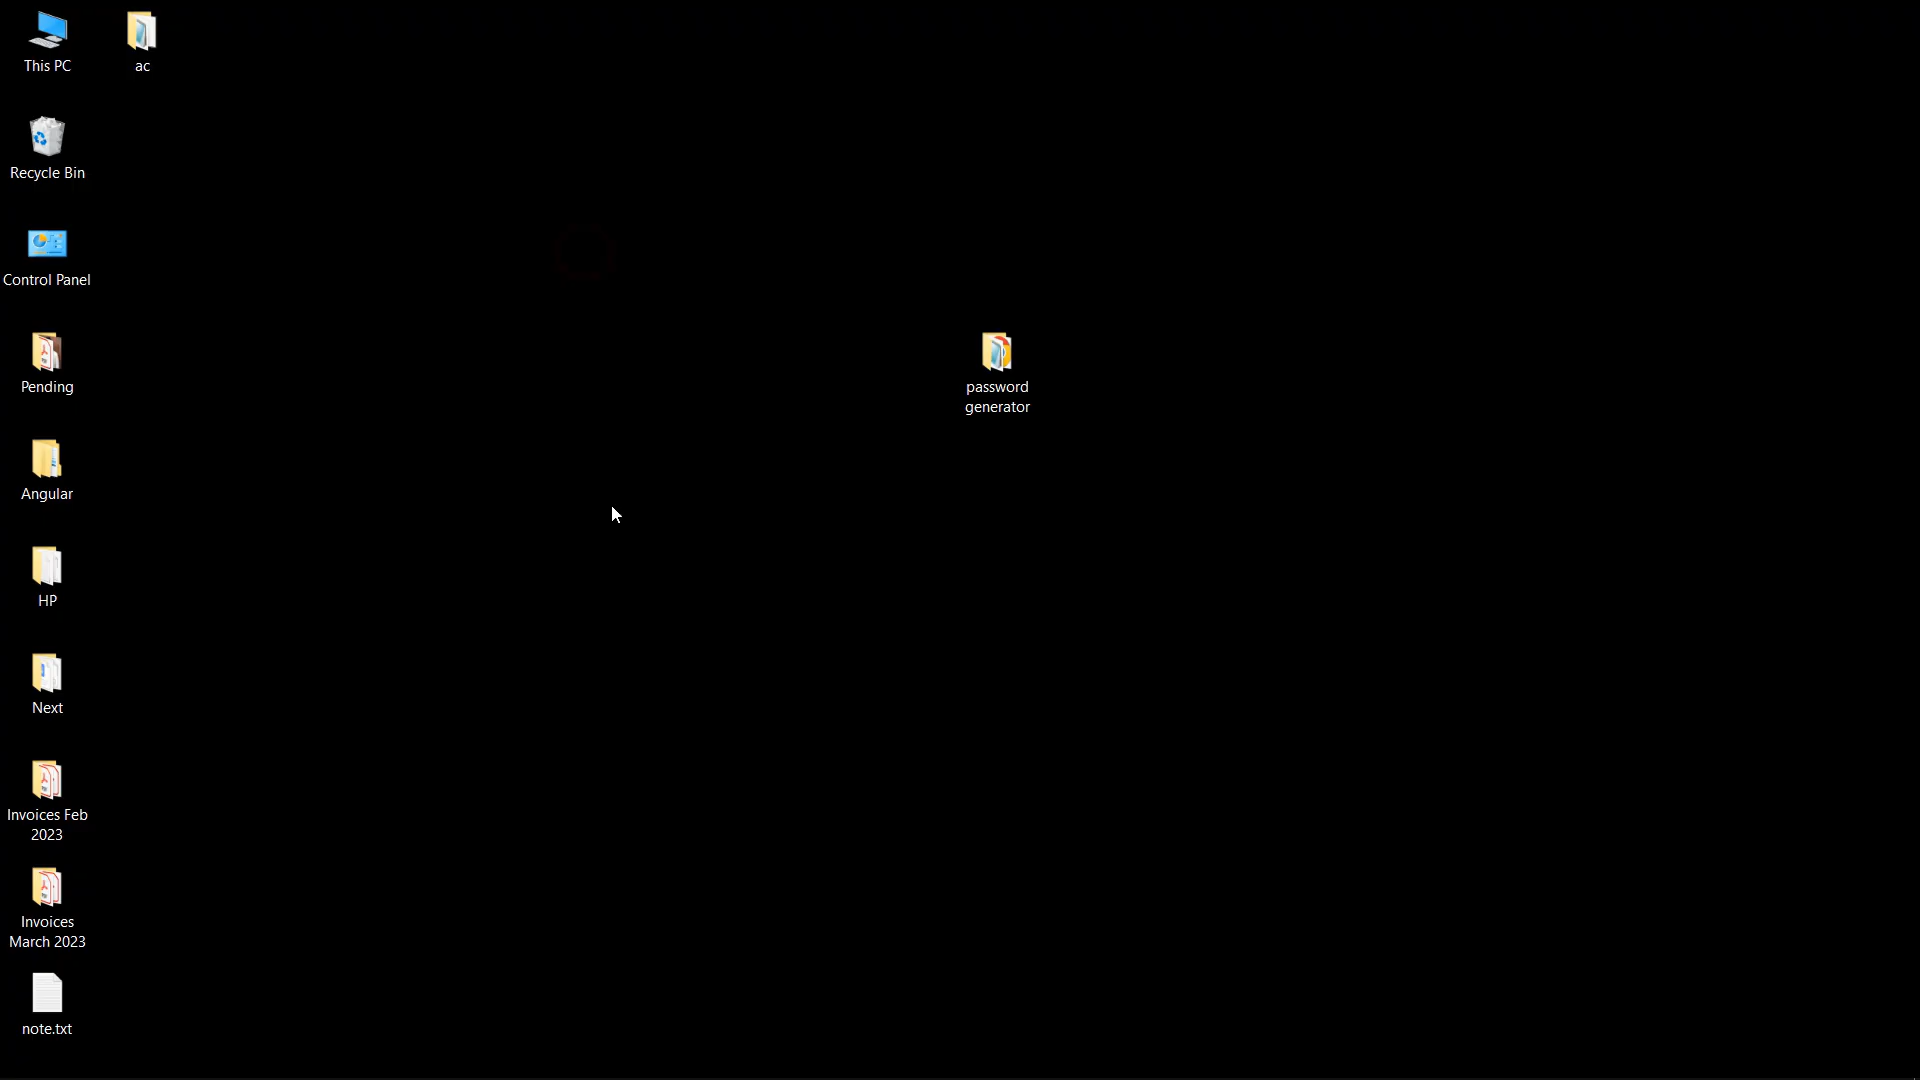 This PC
ac
Recycle Bin
Control Panel
Pending
password
generator
Angular
HP
Next
Invoices Feb
2023
Invoices
March 2023
note.txt